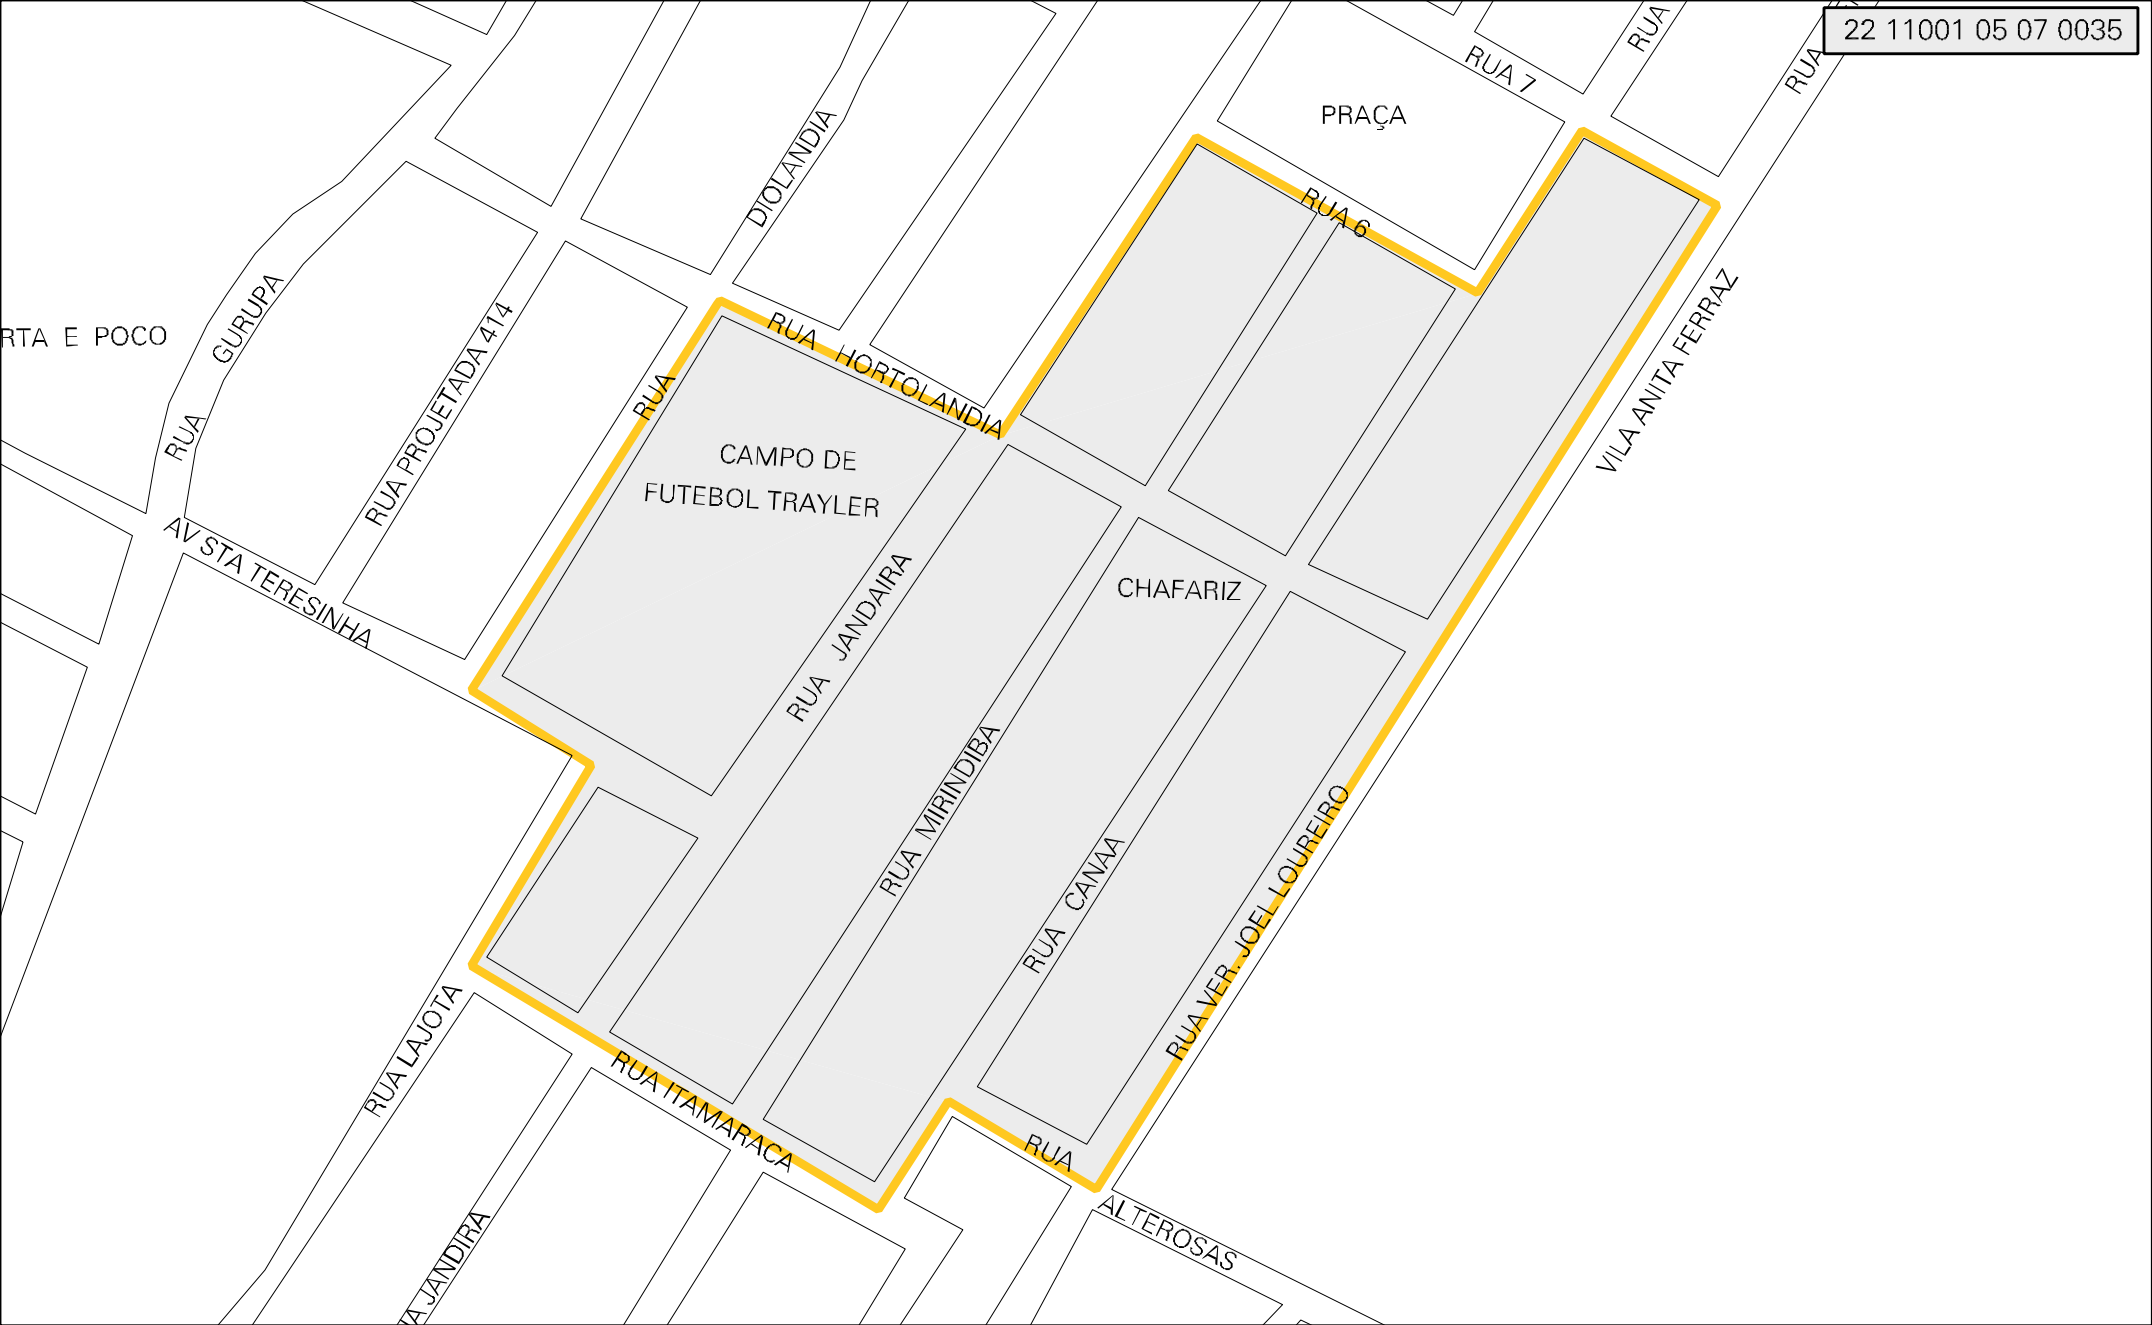 22 11001 05 07 0035
RUA
RUA
RUA 7
PRAÇA
DIOLANDIA
RUA 6
RUA GURUPA
RTA E POCO
RUA PROJETADA 414
RUA
RUA HORTOLANDIA
VILA ANITA FERRAZ
CAMPO DE
FUTEBOL TRAYLER
AV STA TERESINHA
CHAFARIZ
RUA JANDAIRA
RUA MIRINDIBA
RUA CANAA
RUA VER. JOEL LOUREIRO
RUA LAJOTA
RUA ITAMARACA
RUA ALTEROSAS
JANDIRA